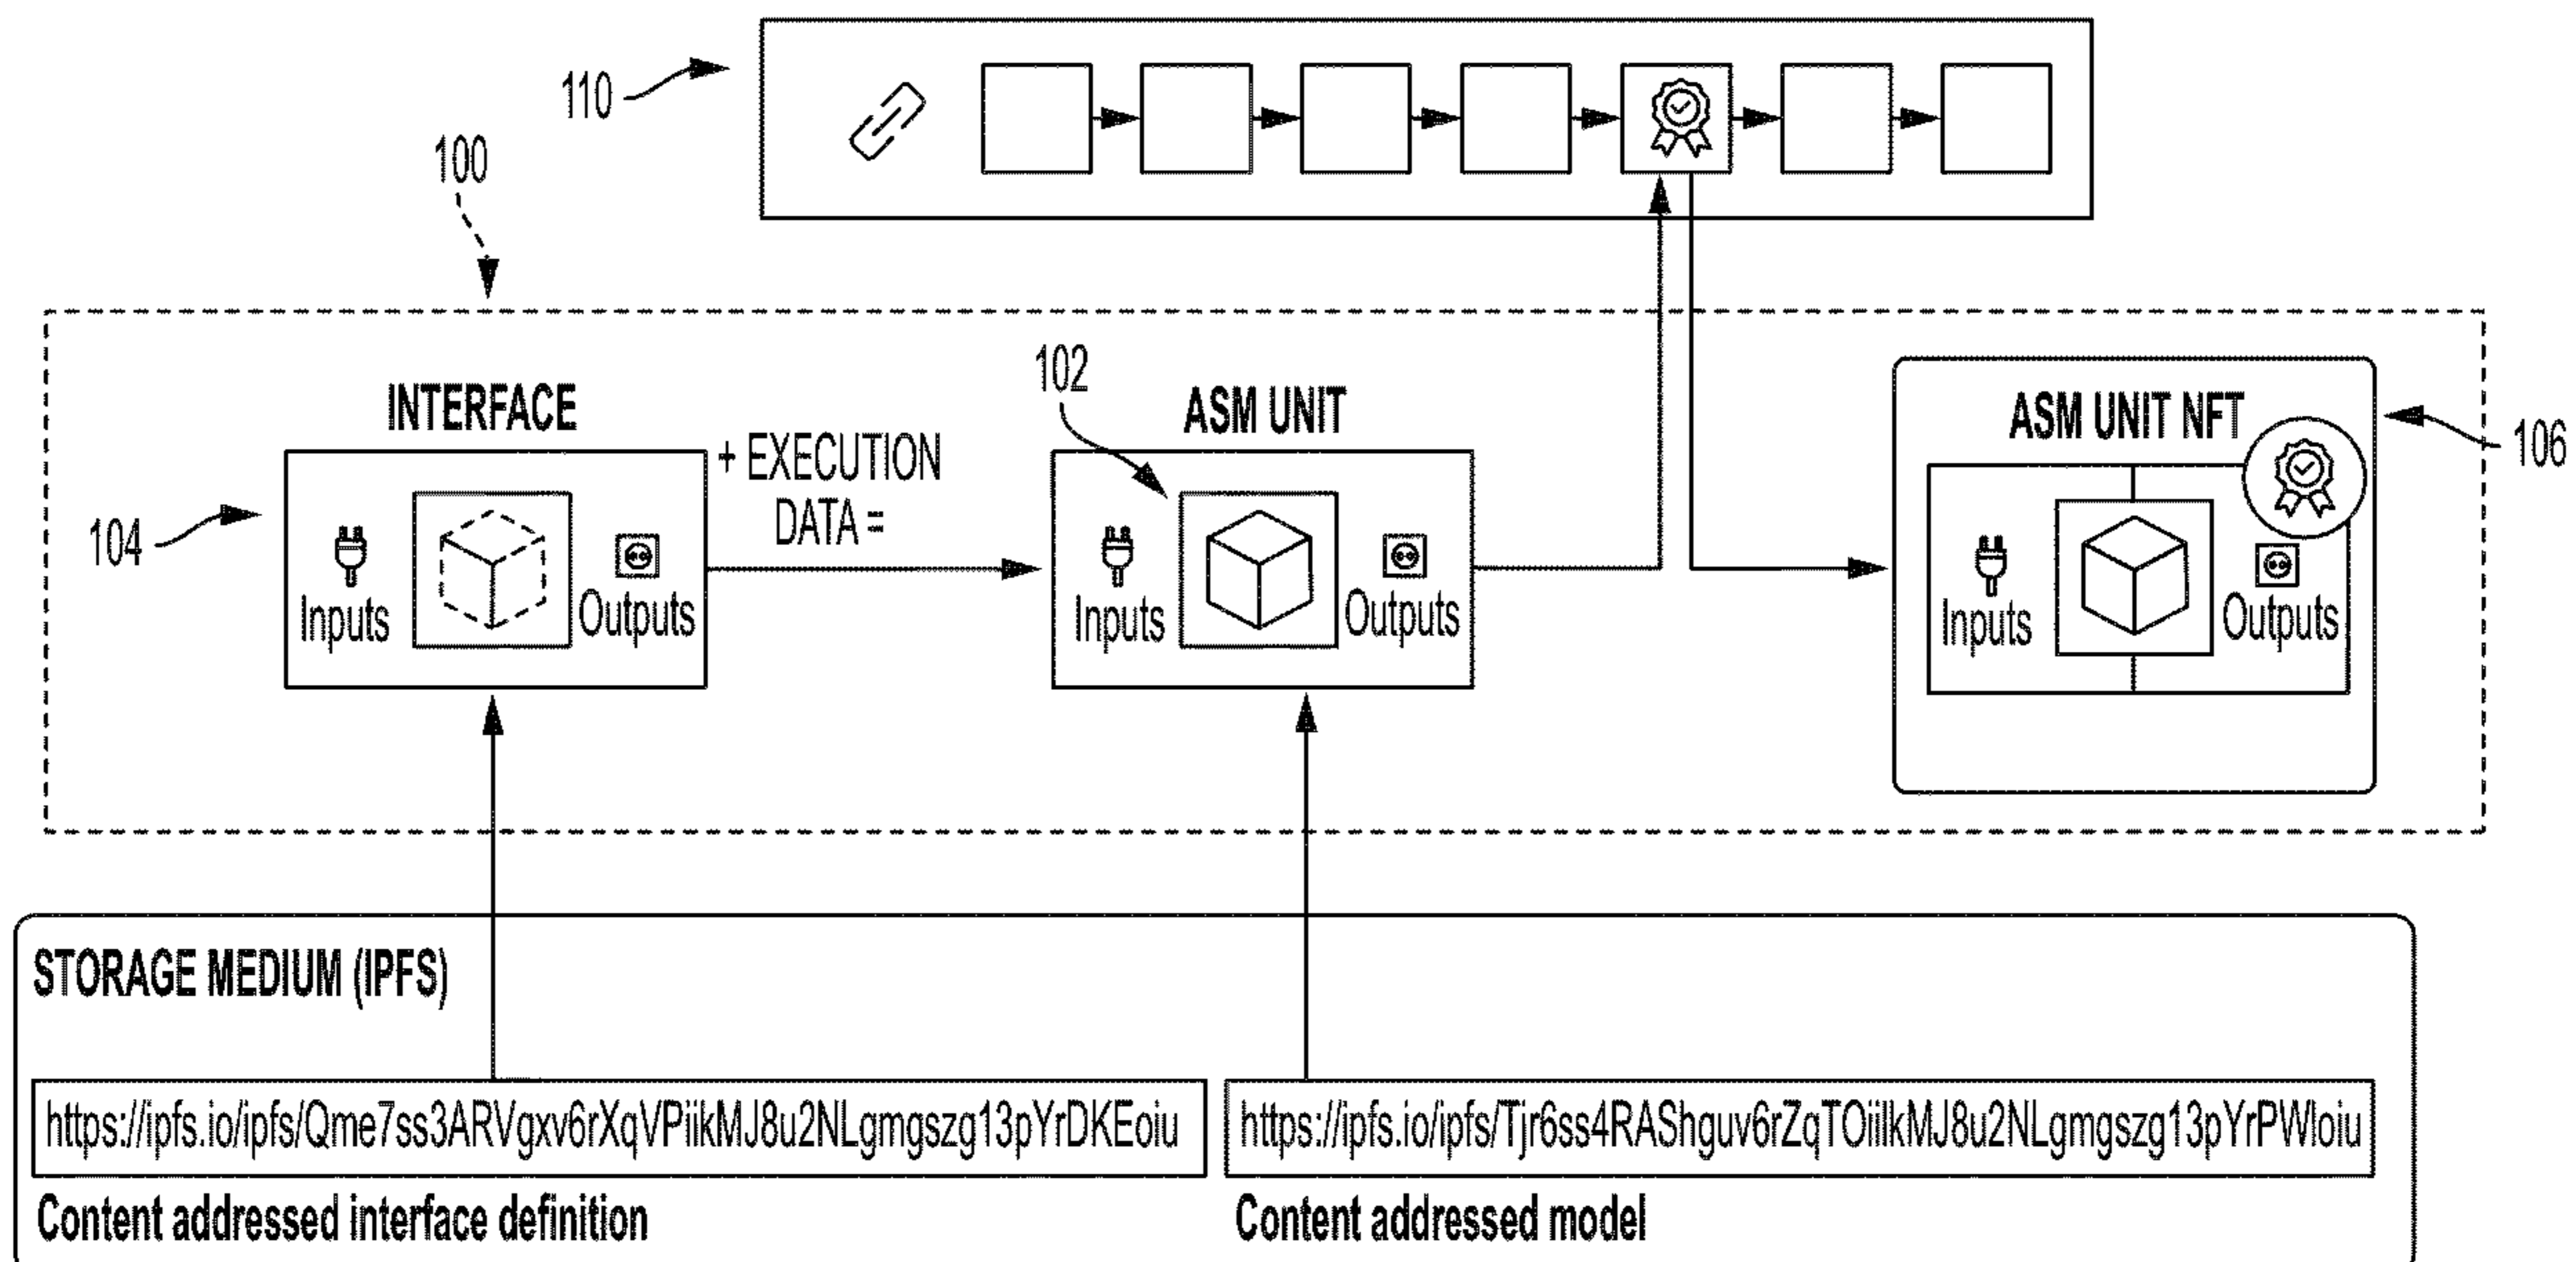 110
100
102
INTERFACE
ASM UNIT
ASM UNIT NFT
106
+ EXECUTION
DATA =
104
Inputs
Outputs
Inputs
Outputs
Inputs
Outputs
STORAGE MEDIUM (IPFS)
https://ipfs.io/ipfs/Qme7ss3ARVgxv6rXqVPiikMJ8u2NLgmgszg13pYrDKEoiu
https://ipfs.io/ipfs/Tjr6ss4RAShguv6rZqTOiilkMJ8u2NLgmgszg13pYrPWloiu
Content addressed interface definition
Content addressed model